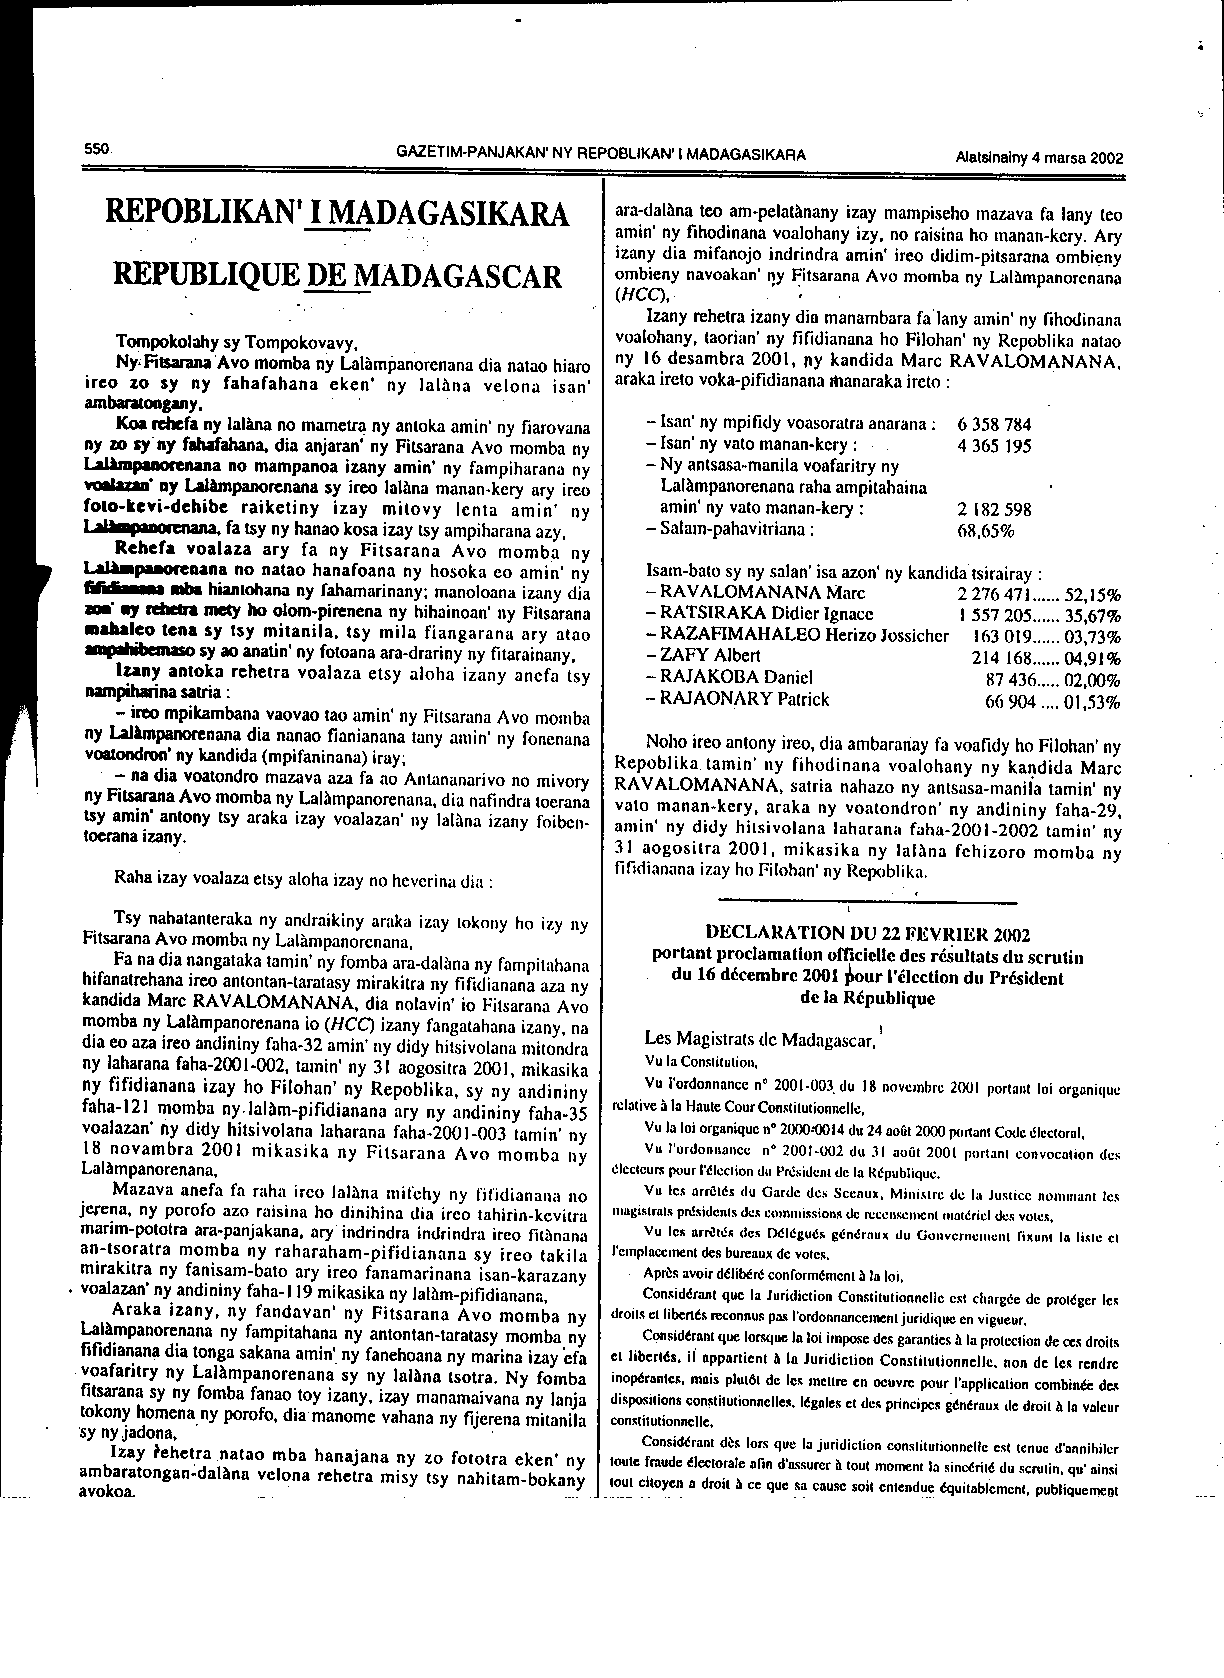 550
GAZETIM-PANJAKAN' NY REPOBLIKAN' I MADAGASIKARA
Alatsinainy 4 marsa 2002
REPOBLIKAN' I MADAGASIKARA
REPUBLIQUE DE MADAGASCAR
Tompokolahy sy Tompokovavy,
Ny Fitsarana Avo momba ny Lalàmpanorenana dia natao hiaro
ireo zo sy ny fahafahana eken' ny lalàna velona isan'
ambaratongany,
Koa rehefa ny lalàna no mametra ny antoka amin' ny fiarovana
ny zo sy ny fahafahana, dia anjaran' ny Fitsarana Avo momba ny
Lalàmpanorenana no mampanoa izany amin' ny fampiharana ny
voalazan' ny Lalàmpanorenana sy ireo lalàna manan-kery ary ireo
foto-kevi-dehibe raiketiny izay mitovy lenta amin' ny
Lalàmpanorenana, fa tsy ny hanao kosa izay tsy ampiharana azy,
Rehefa voalaza ary fa ny Fitsarana Avo momba ny
Lalàmpanorenana no natao hanafoana ny hosoka eo amin' ny
fifidianana mba hiantohana ny fahamarinany; manoloana izany dia
zon' ny rehetra mety ho olom-pirenena ny hihainoan' ny Fitsarana
mahaleo tena sy tsy mitanila, tsy mila fiangarana ary atao
ampahibemaso sy ao anatin' ny fotoana ara-drariny ny fitarainany,
Izany antoka rehetra voalaza etsy aloha izany anefa tsy
nampiharina satria :
– ireo mpikambana vaovao tao amin' ny Fitsarana Avo momba
ny Lalàmpanorenana dia nanao fianianana tany amin' ny fonenana
voatondron' ny kandida (mpifaninana) iray;
– na dia voatondro mazava aza fa ao Antananarivo no mivory
ny Fitsarana Avo momba ny Lalàmpanorenana, dia nafindra toerana
tsy amin' antony tsy araka izay voalazan' ny lalàna izany foiben-
toerana izany.
Raha izay voalaza etsy aloha izay no heverina dia :
Tsy nahatanteraka ny andraikiny araka izay tokony ho izy ny
Fitsarana Avo momba ny Lalàmpanorenana,
Fa na dia nangataka tamin' ny fomba ara-dalàna ny fampitahana
hifanatrehana ireo antontan-taratasy mirakitra ny fifidianana aza ny
kandida Marc RAVALOMANANA, dia nolavin' io Fitsarana Avo
momba ny Lalàmpanorenana io (HCC) izany fangatahana izany, na
dia eo aza ireo andininy faha-32 amin' ny didy hitsivolana mitondra
ny laharana faha-2001-002, tamin' ny 31 aogositra 2001, mikasika
ny fifidianana izay ho Filohan' ny Repoblika, sy ny andininy
faha-121 momba ny lalàm-pifidianana ary ny andininy faha-35
voalazan' ny didy hitsivolana laharana faha-2001-003 tamin' ny
18 novambra 2001 mikasika ny Fitsarana Avo momba ny
Lalàmpanorenana,
Mazava anefa fa raha ireo lalàna mifehy ny fifidianana no
jerena, ny porofo azo raisina ho dinihina dia ireo tahirin-kevitra
marim-pototra ara-panjakana, ary indrindra indrindra ireo fitànana
an-tsoratra momba ny raharaham-pifidianana sy ireo takila
mirakitra ny fanisam-bato ary ireo fanamarinana isan-karazany
voalazan' ny andininy faha-119 mikasika ny lalàm-pifidianana,
Araka izany, ny fandavan' ny Fitsarana Avo momba ny
Lalàmpanorenana ny fampitahana ny antontan-taratasy momba ny
fifidianana dia tonga sakana amin' ny fanehoana ny marina izay efa
voafaritry ny Lalàmpanorenana sy ny lalàna tsotra. Ny fomba
fitsarana sy ny fomba fanao toy izany, izay manamaivana ny lanja
tokony homena ny porofo, dia manome vahana ny fijerena mitanila
sy ny jadona,
Izay rehetra natao mba hanajana ny zo fototra eken' ny
ambaratongan-dalàna velona rehetra misy tsy nahitam-bokany
avokoa.
ara-dalàna teo am-pelatànany izay mampiseho mazava fa lany teo
amin' ny fihodinana voalohany izy, no raisina ho manan-kery. Ary
izany dia mifanojo indrindra amin' ireo didim-pitsarana ombieny
ombieny navoakan' ny Fitsarana Avo momba ny Lalàmpanorenana
(HCC),
Izany rehetra izany dia manambara fa lany amin' ny fihodinana
voalohany, taorian' ny fifidianana ho Filohan' ny Repoblika natao
ny 16 desambra 2001, ny kandida Marc RAVALOMANANA,
araka ireto voka-pifidianana manaraka ireto :
– Isan' ny mpifidy voasoratra anarana : 6 358 784
– Isan' ny vato manan-kery : 4 365 195
– Ny antsasa-manila voafaritry ny
Lalàmpanorenana raha ampitahaina
amin' ny vato manan-kery : 2 182 598
– Salam-pahavitriana : 68,65%
Isam-bato sy ny salan' isa azon' ny kandida tsirairay :
– RAVALOMANANA Marc 2 276 471...... 52,15%
– RATSIRAKA Didier Ignace 1 557 205...... 35,67%
– RAZAFIMAHALEO Herizo Jossicher 163 019...... 03,73%
– ZAFY Albert 214 168...... 04,91%
– RAJAKOBA Daniel 87 436..... 02,00%
– RAJAONARY Patrick 66 904 .... 01,53%
Noho ireo antony ireo, dia ambaranay fa voafidy ho Filohan' ny
Repoblika tamin' ny fihodinana voalohany ny kandida Marc
RAVALOMANANA, satria nahazo ny antsasa-manila tamin' ny
vato manan-kery, araka ny voatondron' ny andininy faha-29,
amin' ny didy hitsivolana laharana faha-2001-2002 tamin' ny
31 aogositra 2001, mikasika ny lalàna fehizoro momba ny
fifidianana izay ho Filohan' ny Repoblika.
DECLARATION DU 22 FEVRIER 2002
portant proclamation officielle des résultats du scrutin
du 16 décembre 2001 pour l'élection du Président
de la République
Les Magistrats de Madagascar,
Vu la Constitution,
Vu l'ordonnance n° 2001-003 du 18 novembre 2001 portant loi organique
relative à la Haute Cour Constitutionnelle,
Vu la loi organique n° 2000-0014 du 24 août 2000 portant Code électoral,
Vu l'ordonnance n° 2001-002 du 31 août 2001 portant convocation des
électeurs pour l'élection du Président de la République.
Vu les arrêtés du Garde des Sceaux, Ministre de la Justice nommant les
magistrats présidents des commissions de recensement matériel des votes,
Vu les arrêtés des Délégués généraux du Gouvernement fixant la liste et
l'emplacement des bureaux de votes,
Après avoir délibéré conformément à la loi,
Considérant que la Juridiction Constitutionnelle est chargée de protéger les
droits et libertés reconnus pas l'ordonnancement juridique en vigueur,
Considérant que lorsque la loi impose des garanties à la protection de ces droits
et libertés, il appartient à la Juridiction Constitutionnelle, non de les rendre
inopérantes, mais plutôt de les mettre en oeuvre pour l'application combinée des
dispositions constitutionnelles, légales et des principes généraux de droit à la valeur
constitutionnelle,
Considérant dès lors que la juridiction constitutionnelle est tenue d'annihiler
toute fraude électorale afin d'assurer à tout moment la sincérité du scrutin, qu' ainsi
tout citoyen a droit à ce que sa cause soit entendue équitablement, publiquement